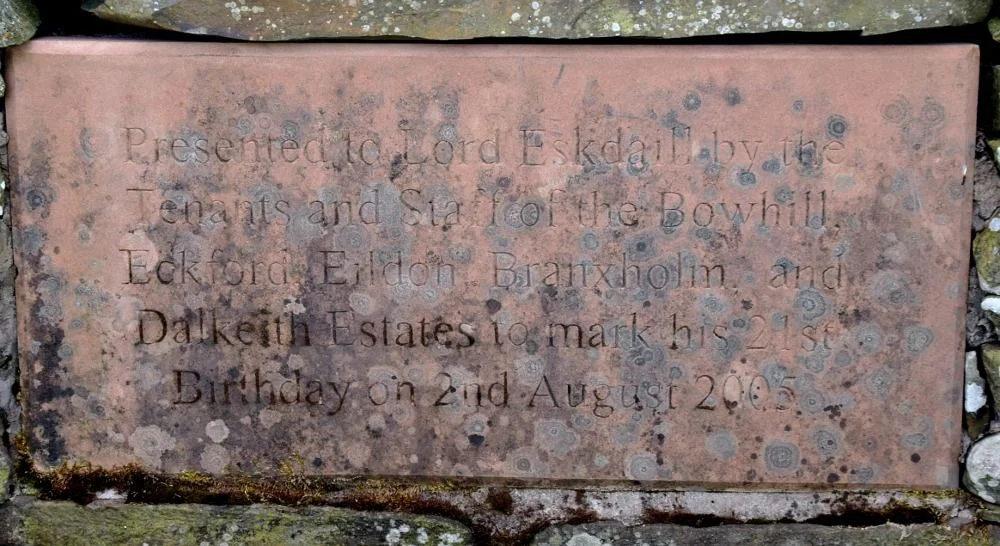 Presented to Lord Eskdaill by the
Tenants and Staff of the Bowhill,
Eckford Eildon Branxholm, and
Dalkeith Estates to mark his 21st
Birthday on 2nd August 2005